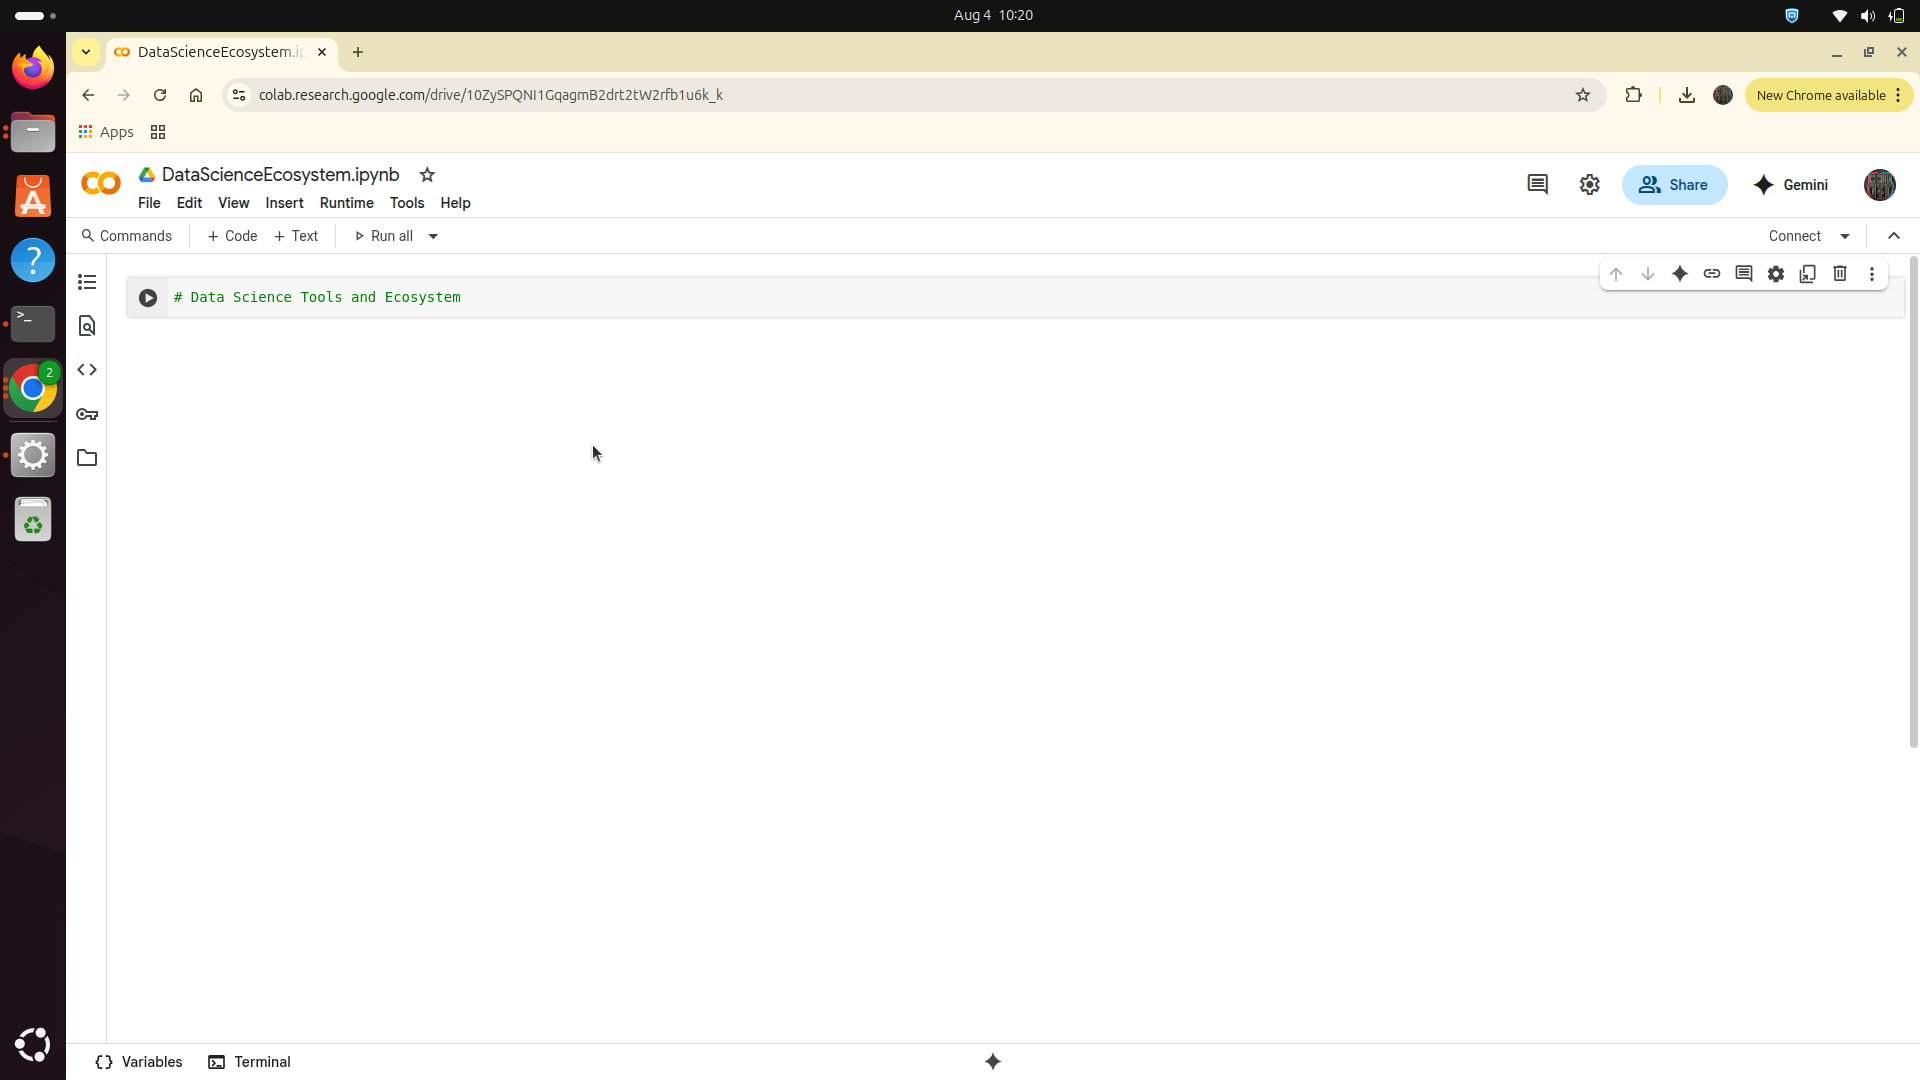 Aug 4 10:20
DataScienceEcosystem.i
colab.research.google.com/drive/10ZySPQNI1GqagmB2drt2tW2rfb1u6k_k
New Chrome available
Apps
DataScienceEcosystem.ipynb
File Edit View Insert Runtime Tools Help
Share
Gemini
Commands
+ Code + Text
Run all
Connect
# Data Science Tools and Ecosystem
2
Variables
Terminal